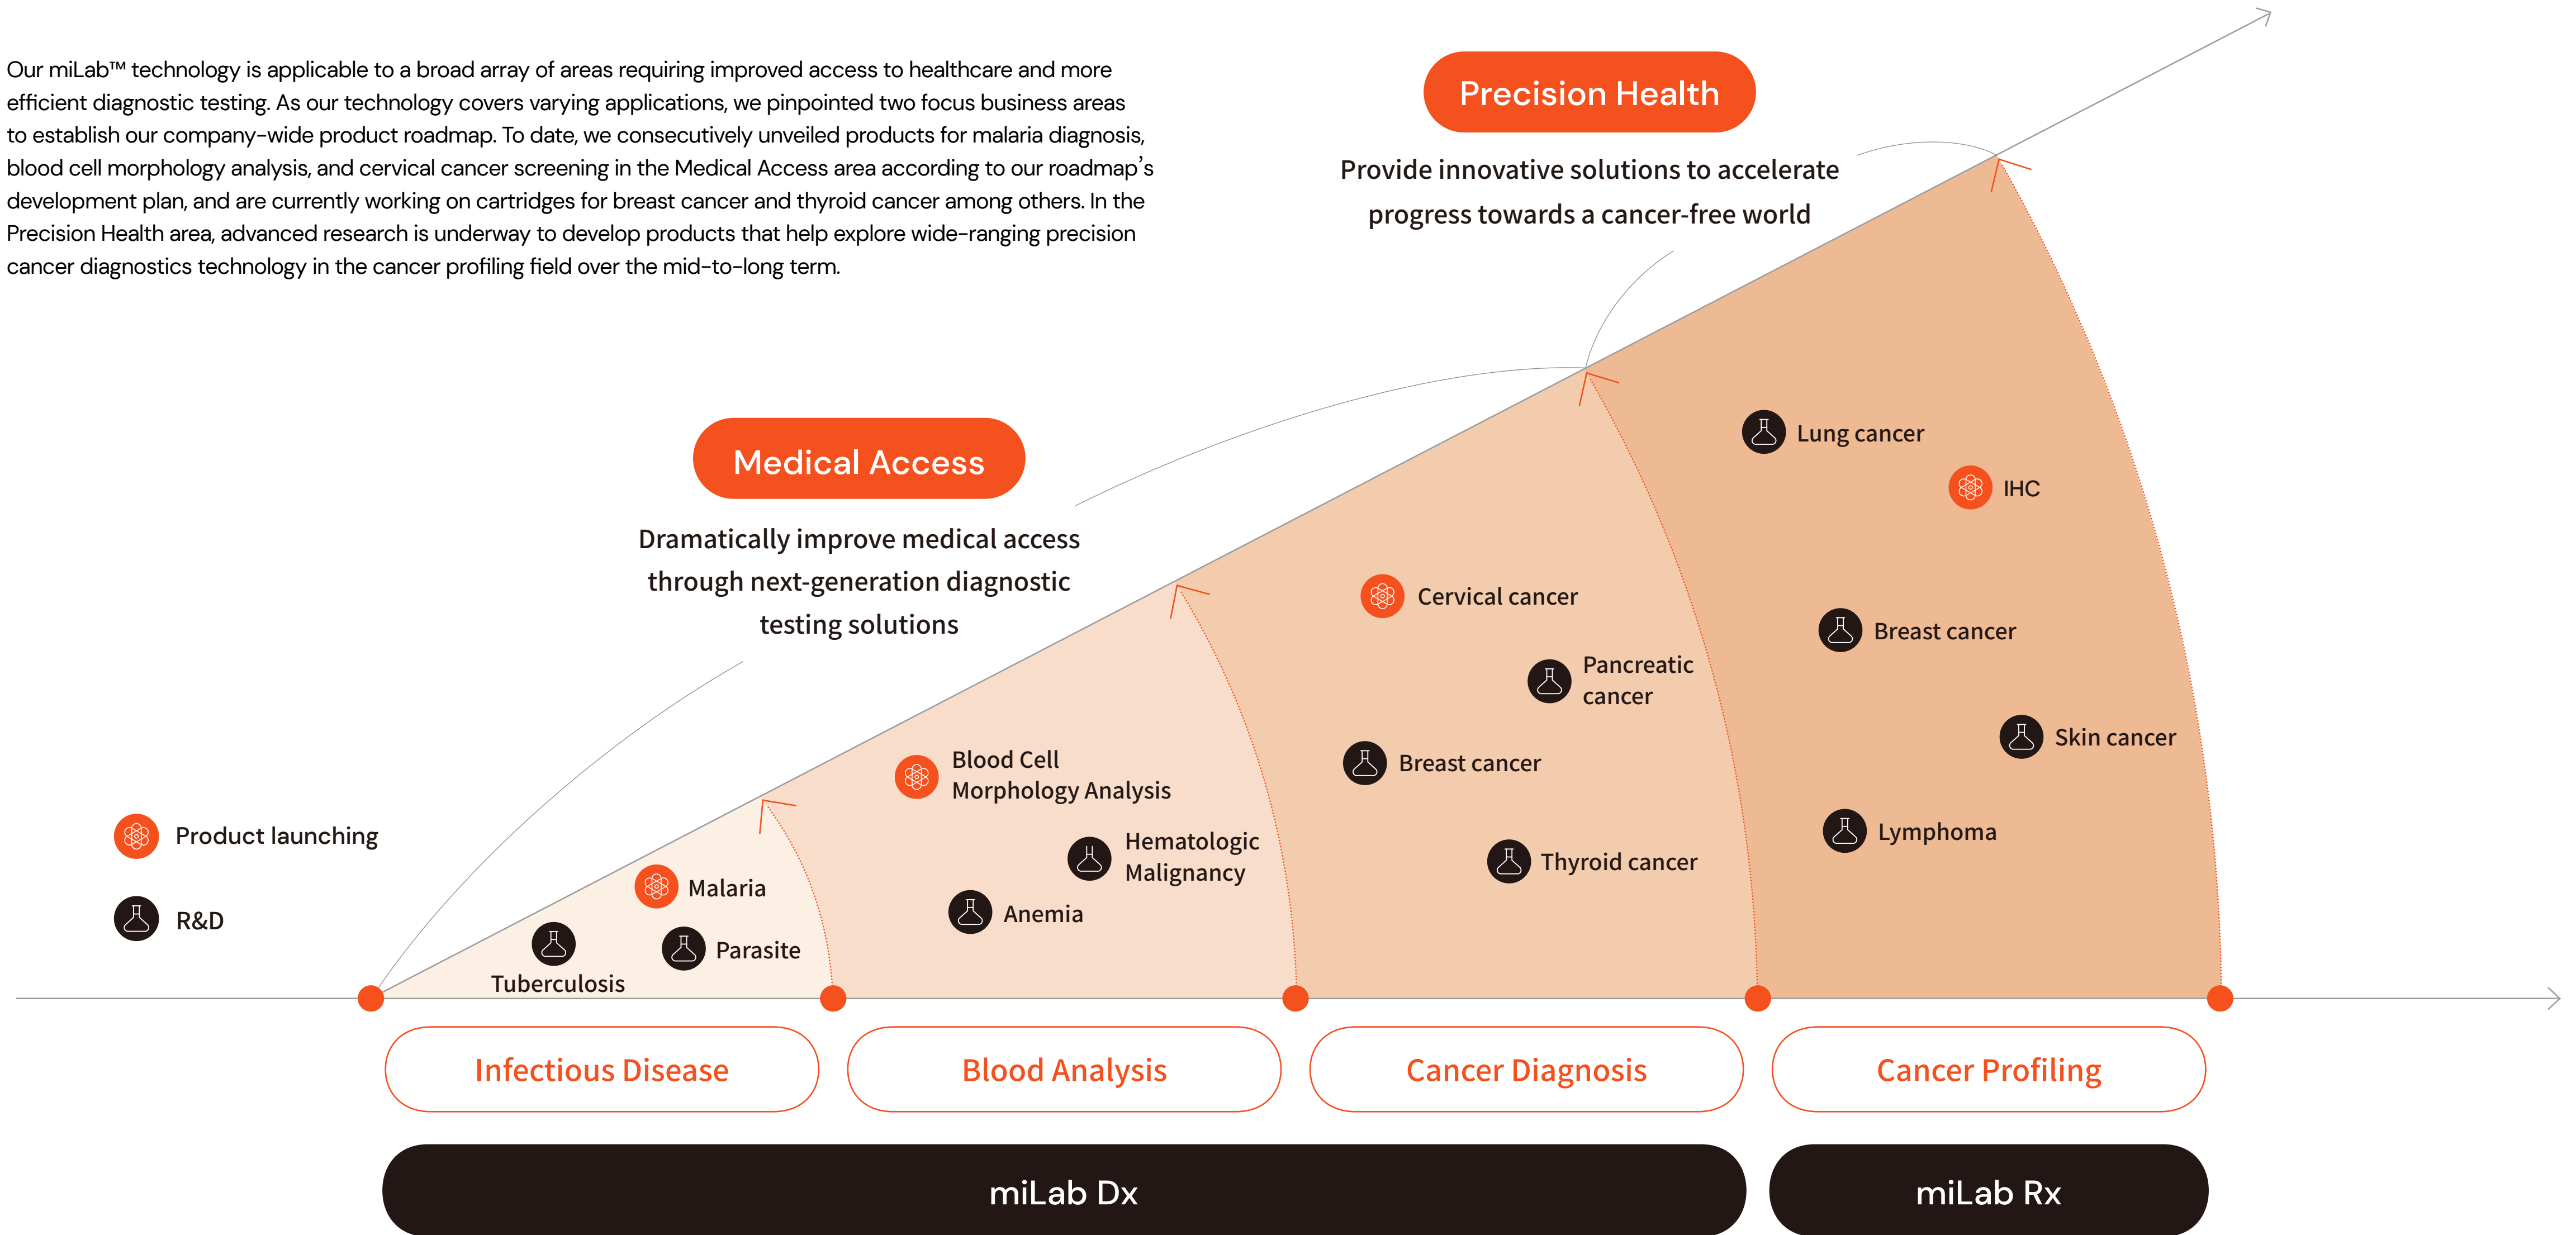 Our miLab™ technology is applicable to a broad array of areas requiring improved access to healthcare and more
efficient diagnostic testing. As our technology covers varying applications, we pinpointed two focus business areas
to establish our company-wide product roadmap. To date, we consecutively unveiled products for malaria diagnosis,
blood cell morphology analysis, and cervical cancer screening in the Medical Access area according to our roadmap’s
development plan, and are currently working on cartridges for breast cancer and thyroid cancer among others. In the
Precision Health area, advanced research is underway to develop products that help explore wide-ranging precision
cancer diagnostics technology in the cancer profiling field over the mid-to-long term.
Precision Health
Provide innovative solutions to accelerate
progress towards a cancer-free world
Medical Access
Dramatically improve medical access
through next-generation diagnostic
testing solutions
Product launching
R&D
Malaria
Parasite
Tuberculosis
Blood Cell
Morphology Analysis
Hematologic
Malignancy
Anemia
Cervical cancer
Pancreatic
cancer
Breast cancer
Thyroid cancer
Lung cancer
IHC
Breast cancer
Skin cancer
Lymphoma
Infectious Disease
Blood Analysis
Cancer Diagnosis
Cancer Profiling
miLab Dx
miLab Rx